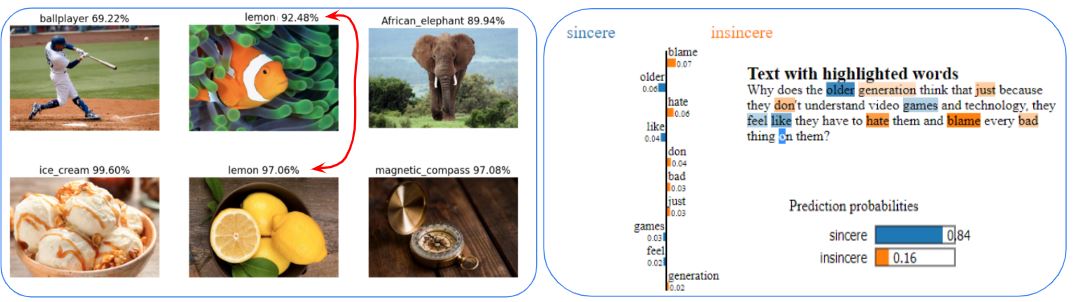 ballplayer 69.22%
lemon 92.48%
African_elephant 89.94%
ice_cream 99.60%
lemon 97.06%
magnetic_compass 97.08%
sincere
insincere
blame
0.07
older
0.06
hate
0.06
like
0.04
don
0.04
bad
0.03
just
0.03
games
0.03
feel
0.02
generation
0.02
Text with highlighted words
Why does the older generation think that just because
they don't understand video games and technology, they
feel like they have to hate them and blame every bad
thing on them?
Prediction probabilities
sincere 0.84
insincere 0.16